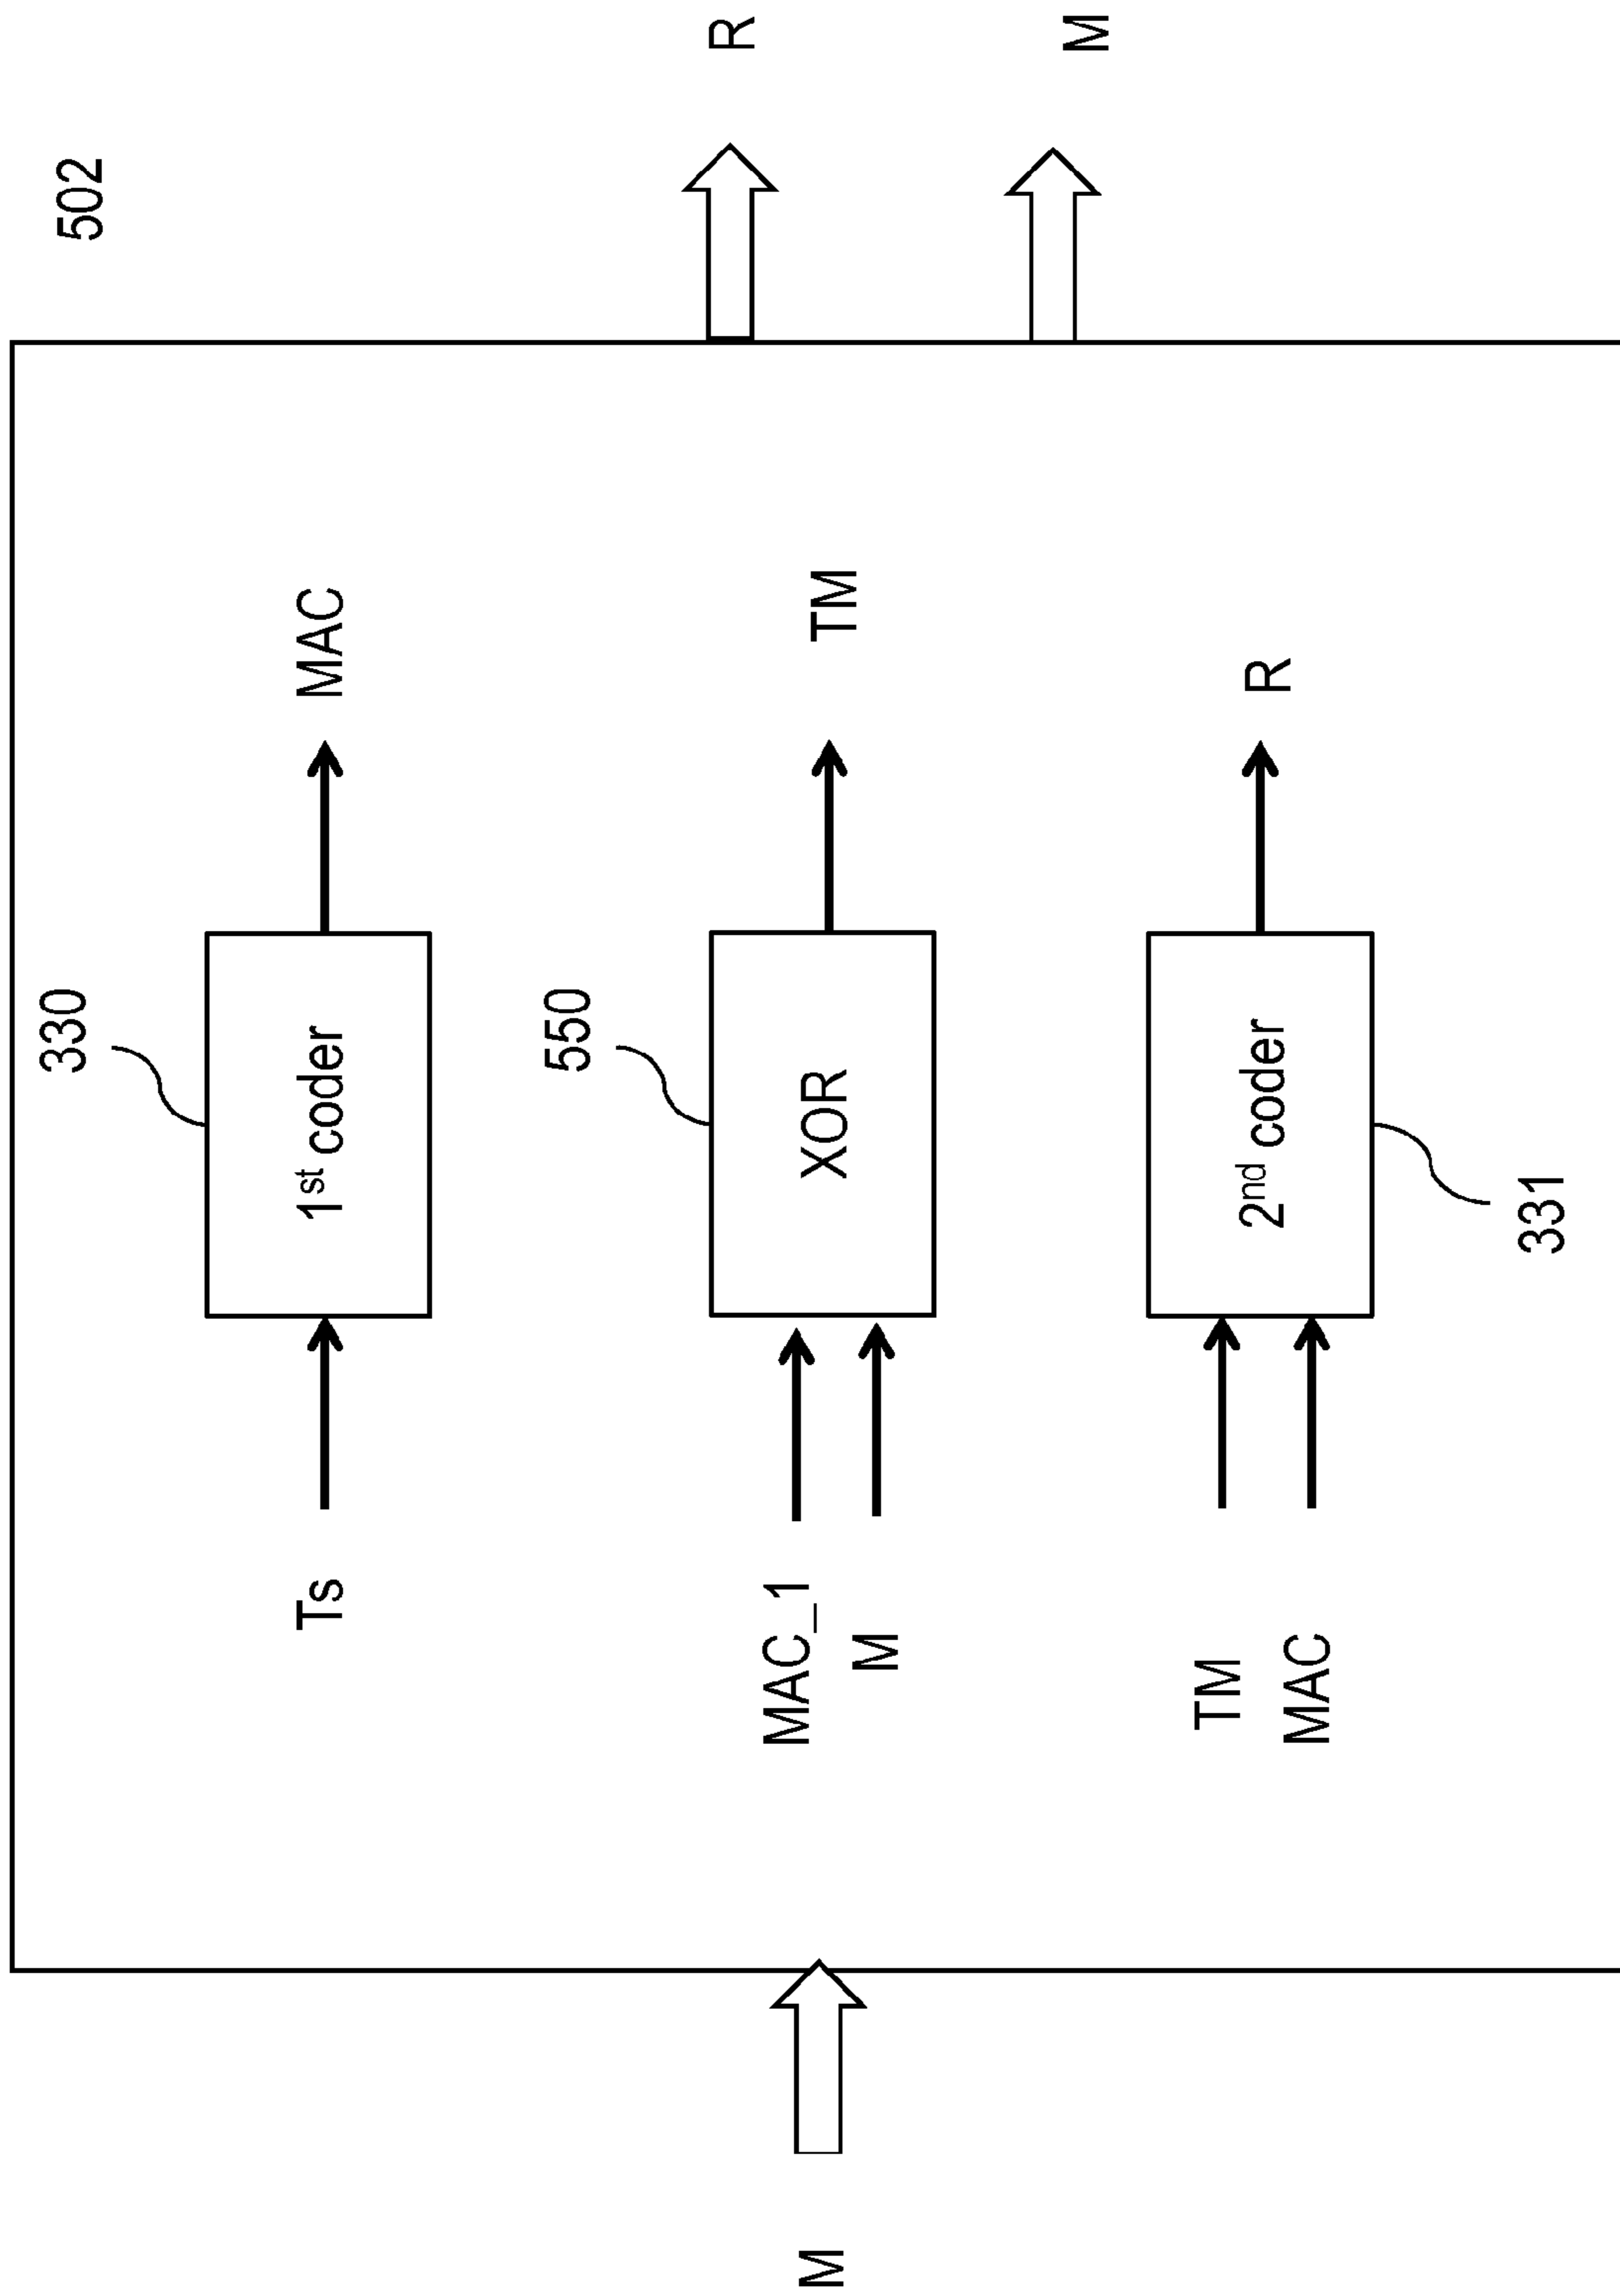 502
330
Ts
1st coder
MAC
550
MAC_1
M
XOR
TM
TM
MAC
2nd coder
R
331
M
R
M